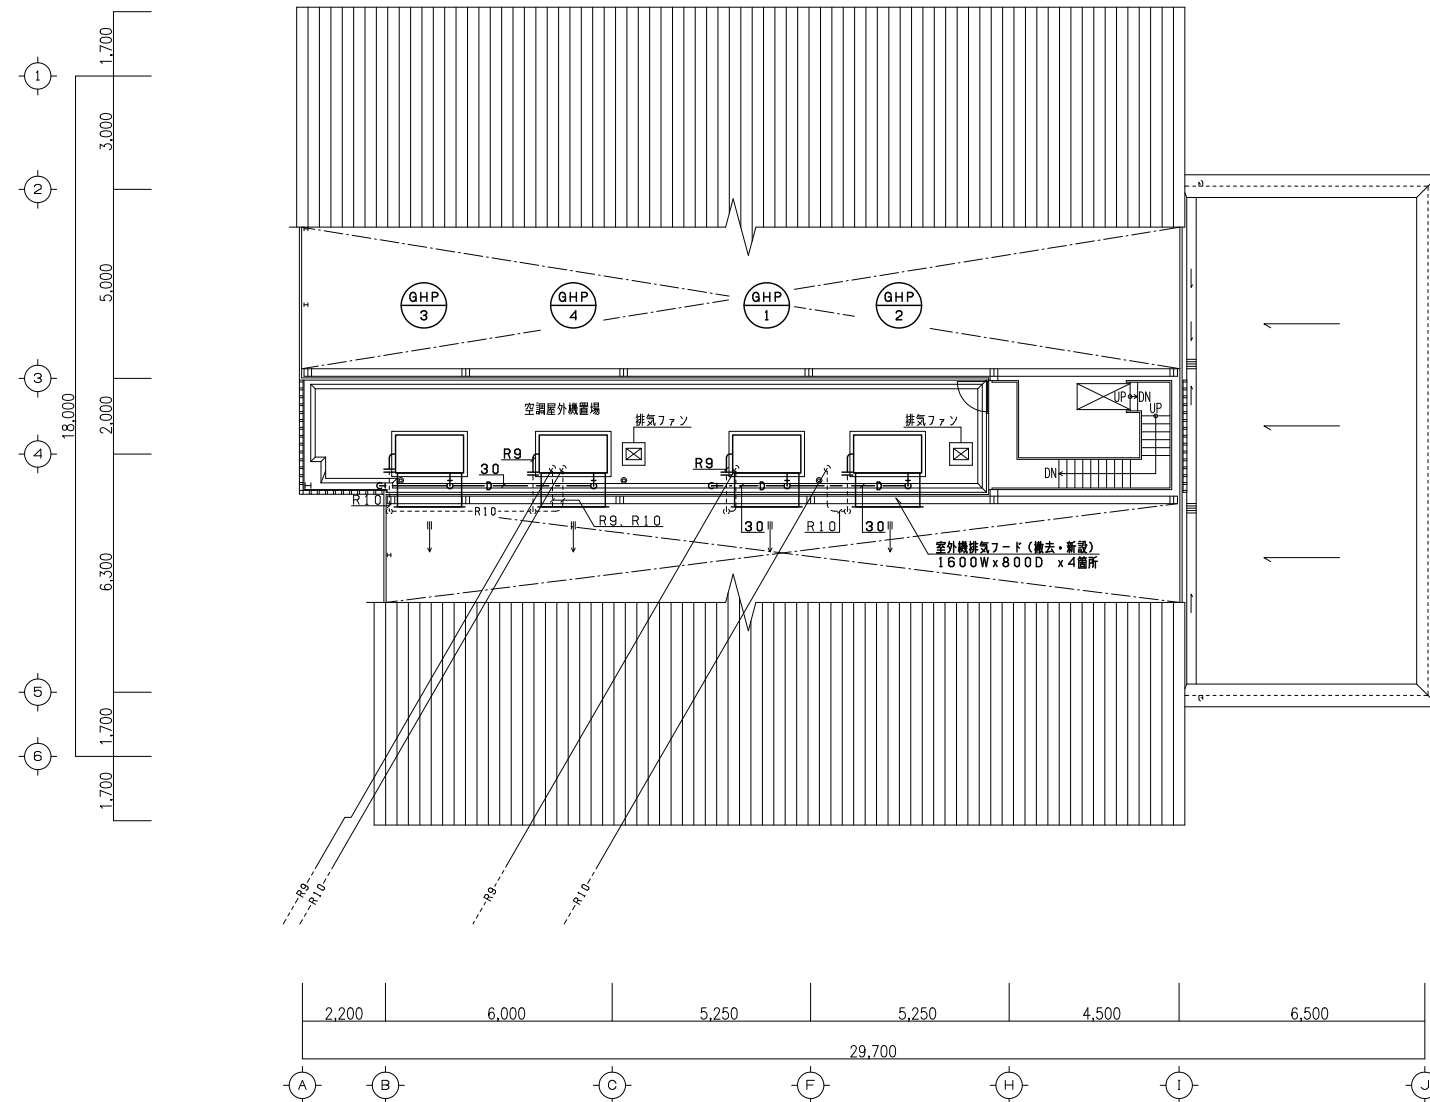 1,700
1
3,000
2
5,000
GHP
3
GHP
4
GHP
1
GHP
2
3
18,000
2,000
空調屋外機置場
排気ファン
排気ファン
UP
DN
UP
4
R9
30
R9
DN
R10
R10
R9、R10
30
R10
30
室外機排気フード（撤去・新設）
1600Wx800D x4箇所
6,300
5
1,700
6
1,700
R9
R10
R9
R10
2,200
6,000
5,250
5,250
4,500
6,500
29,700
A
B
C
F
H
I
J